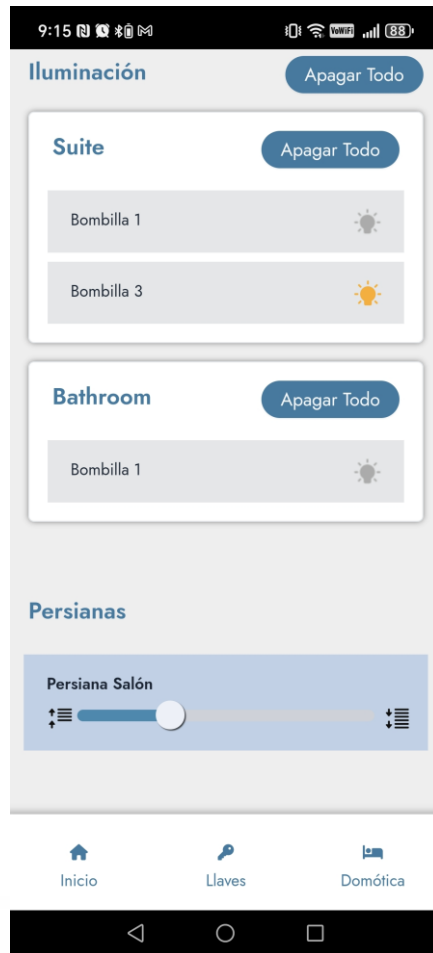 9:15
VoWiFi
88
Iluminación
Apagar Todo
Suite
Apagar Todo
Bombilla 1
Bombilla 3
Bathroom
Apagar Todo
Bombilla 1
Persianas
Persiana Salón
Inicio
Llaves
Domótica